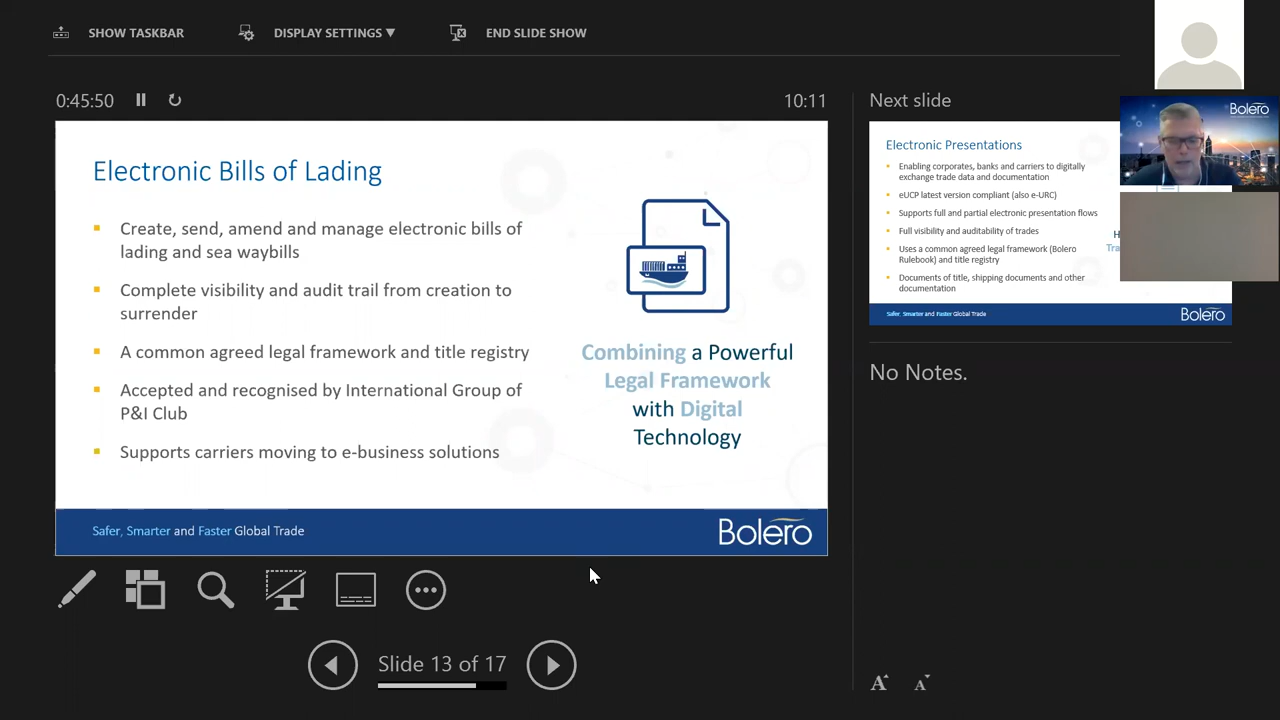 SHOW TASKBAR
DISPLAY SETTINGS ▼
END SLIDE SHOW
0:45:50
10:11
Electronic Bills of Lading
Create, send, amend and manage electronic bills of
lading and sea waybills
Complete visibility and audit trail from creation to
surrender
A common agreed legal framework and title registry
Accepted and recognised by International Group of
P&I Club
Supports carriers moving to e-business solutions
Combining a Powerful
Legal Framework
with Digital
Technology
Safer, Smarter and Faster Global Trade
Bolero
Slide 13 of 17
Next slide
Bolero
Electronic Presentations
Enabling corporates, banks and carriers to digitally
exchange trade data and documentation
eUCP latest version compliant (also e-URC)
Supports full and partial electronic presentation flows
Full visibility and auditability of trades
Uses a common agreed legal framework (Bolero
Rulebook) and title registry
Documents of title, shipping documents and other
documentation
H
Tra
Safer, Smarter and Faster Global Trade
Bolero
No Notes.
A A